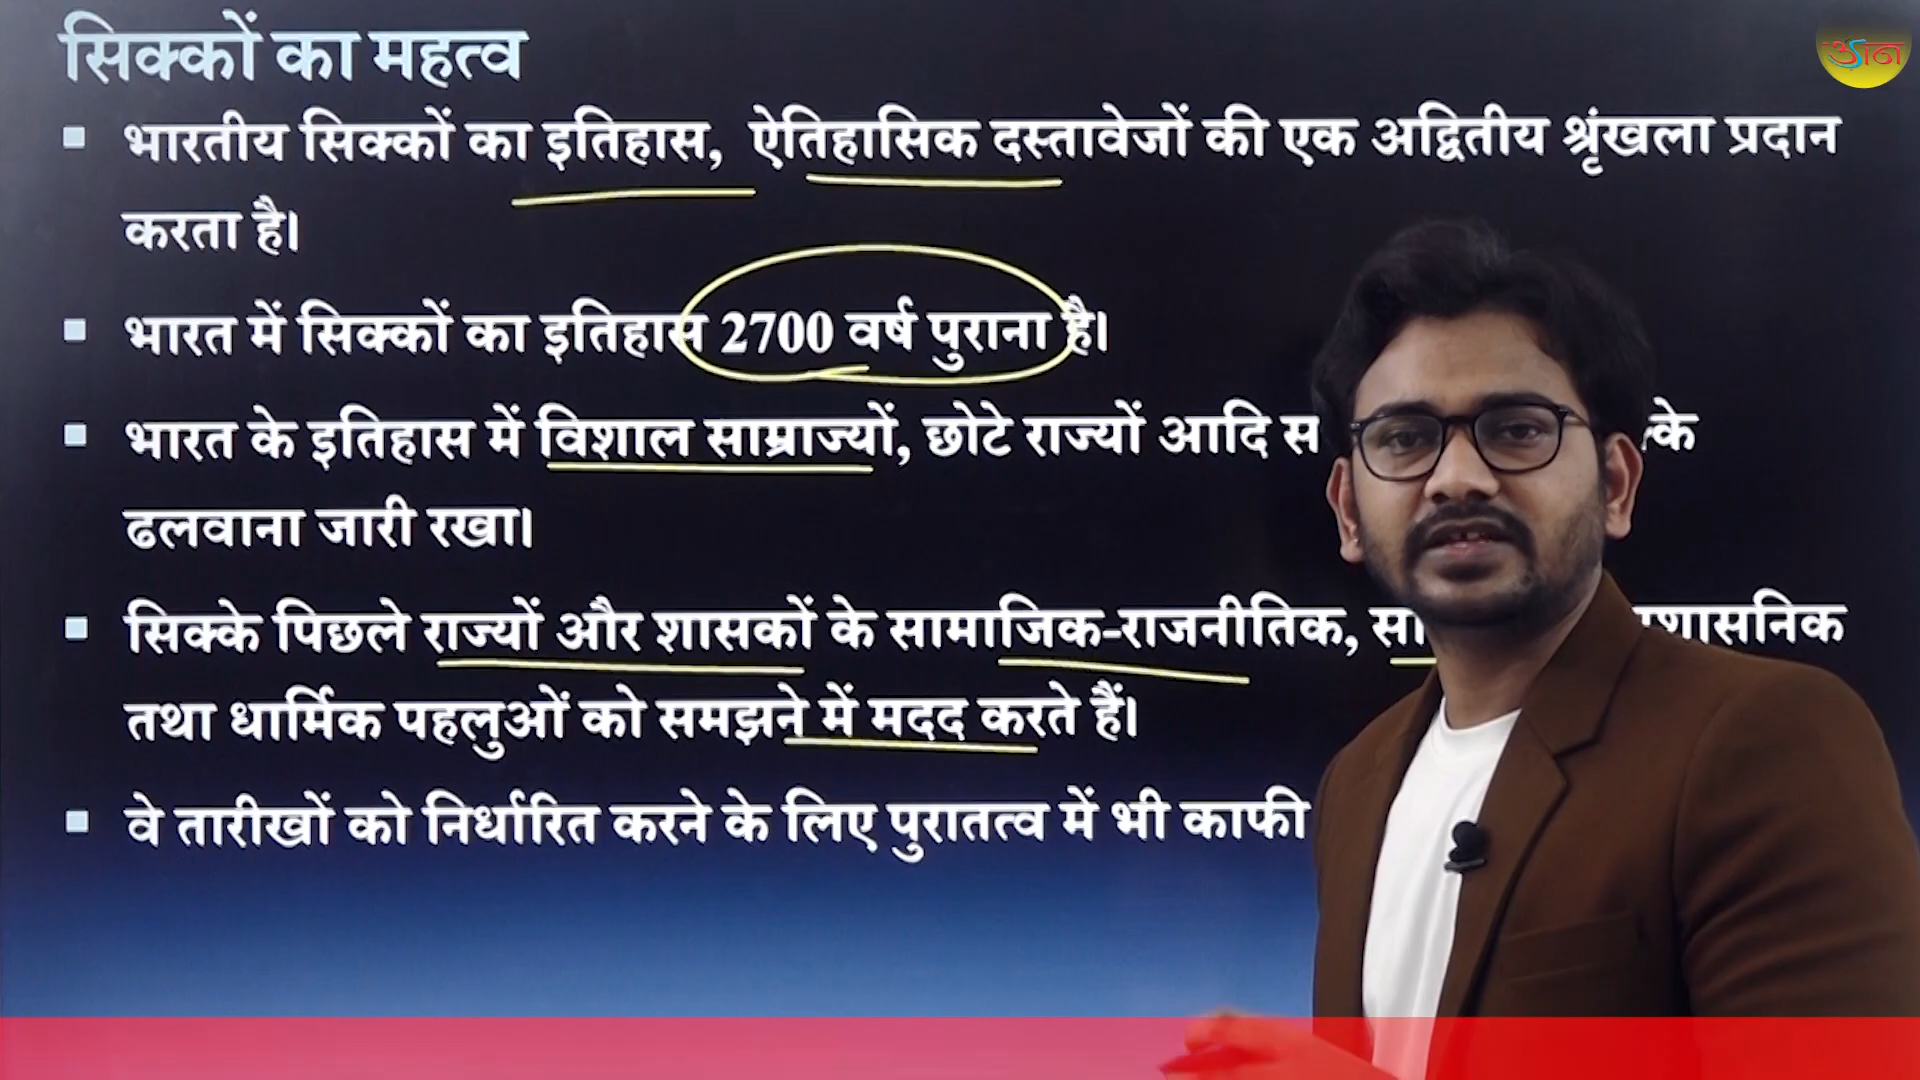 सिक्कों का महत्व
भारतीय सिक्कों का इतिहास, ऐतिहासिक दस्तावेजों की एक अद्वितीय श्रृंखला प्रदान
करता है।
भारत में सिक्कों का इतिहास 2700 वर्ष पुराना है।
भारत के इतिहास में विशाल साम्राज्यों, छोटे राज्यों आदि
ढलवाना जारी रखा।
सिक्के पिछले राज्यों और शासकों के सामाजिक-राजनीतिक,
तथा धार्मिक पहलुओं को समझने में मदद करते हैं।
वे तारीखों को निर्धारित करने के लिए पुरातत्व में भी काफी